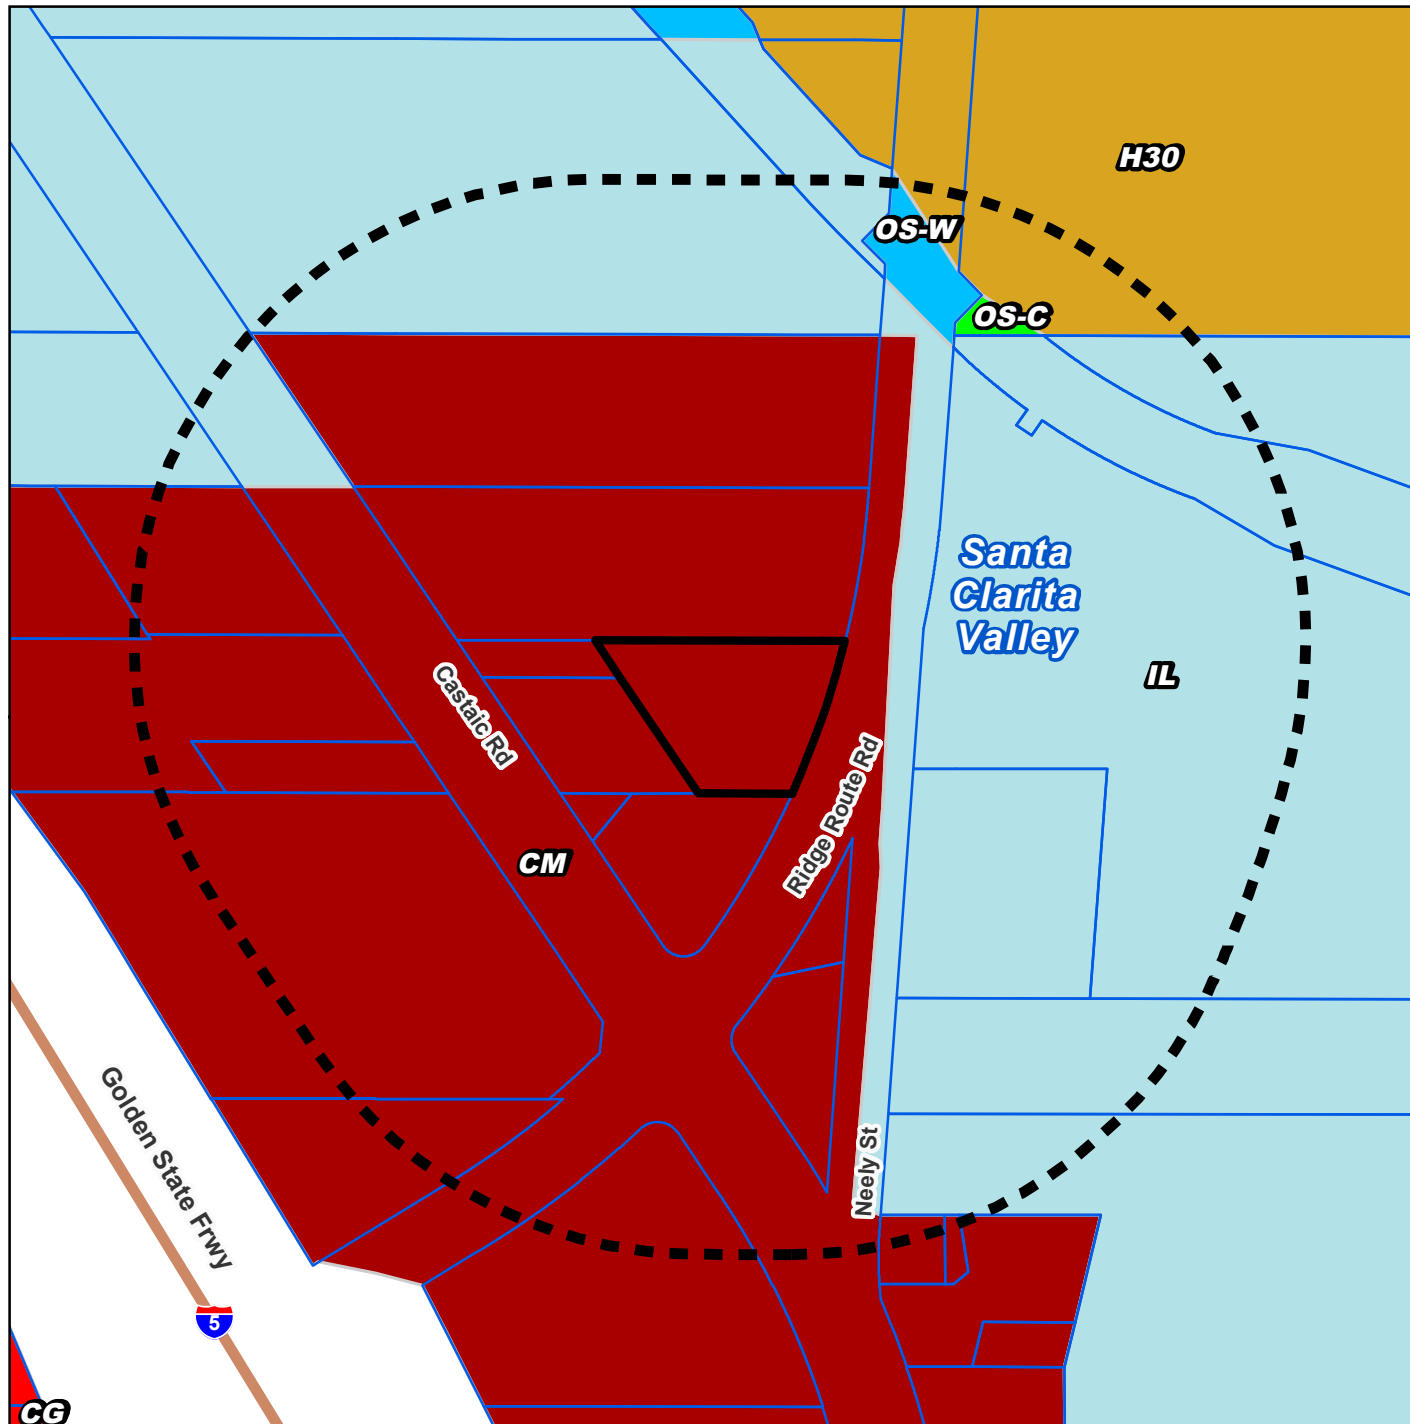 H30
OS-W
OS-C
Santa
Clarita
Valley
IL
Castaic Rd
Ridge Route Rd
CM
Golden State Frwy
Neely St
5
CG